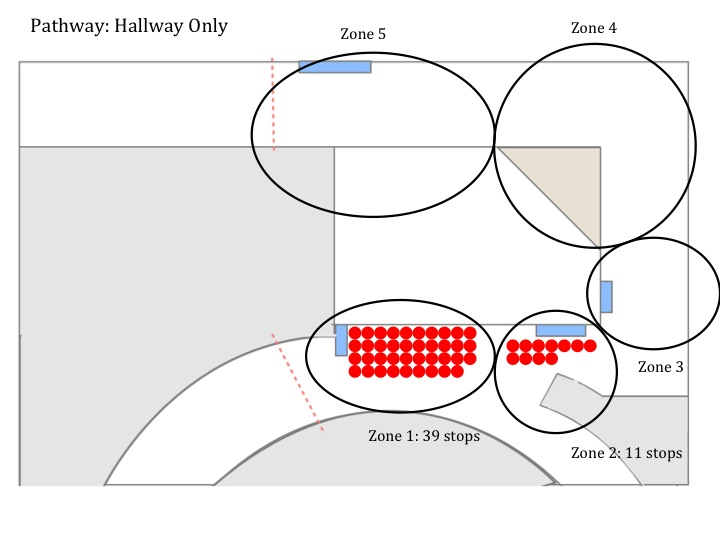 Pathway: Hallway Only
Zone 5
Zone 4
Zone 3
Zone 1: 39 stops
Zone 2: 11 stops